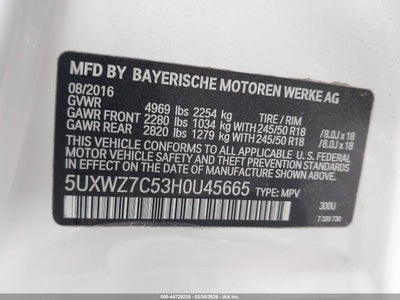 MFD BY BAYERISCHE MOTOREN WERKE AG
08/2016
GVWR 4969 lbs 2254 kg TIRE / RIM
GAWR FRONT 2280 lbs 1034 kg with 245/50 R18 /8.0J x 18
GAWR REAR 2820 lbs 1279 kg with 245/50 R18 /8.0J x 18
THIS VEHICLE CONFORMS TO ALL APPLICABLE U.S. FEDERAL
MOTOR VEHICLE SAFETY AND THEFT PREVENTION STANDARDS
IN EFFECT ON THE DATE OF MANUFACTURE SHOWN ABOVE.
5UXWZ7C53H0U45665 TYPE: MPV
300U
7 320 730